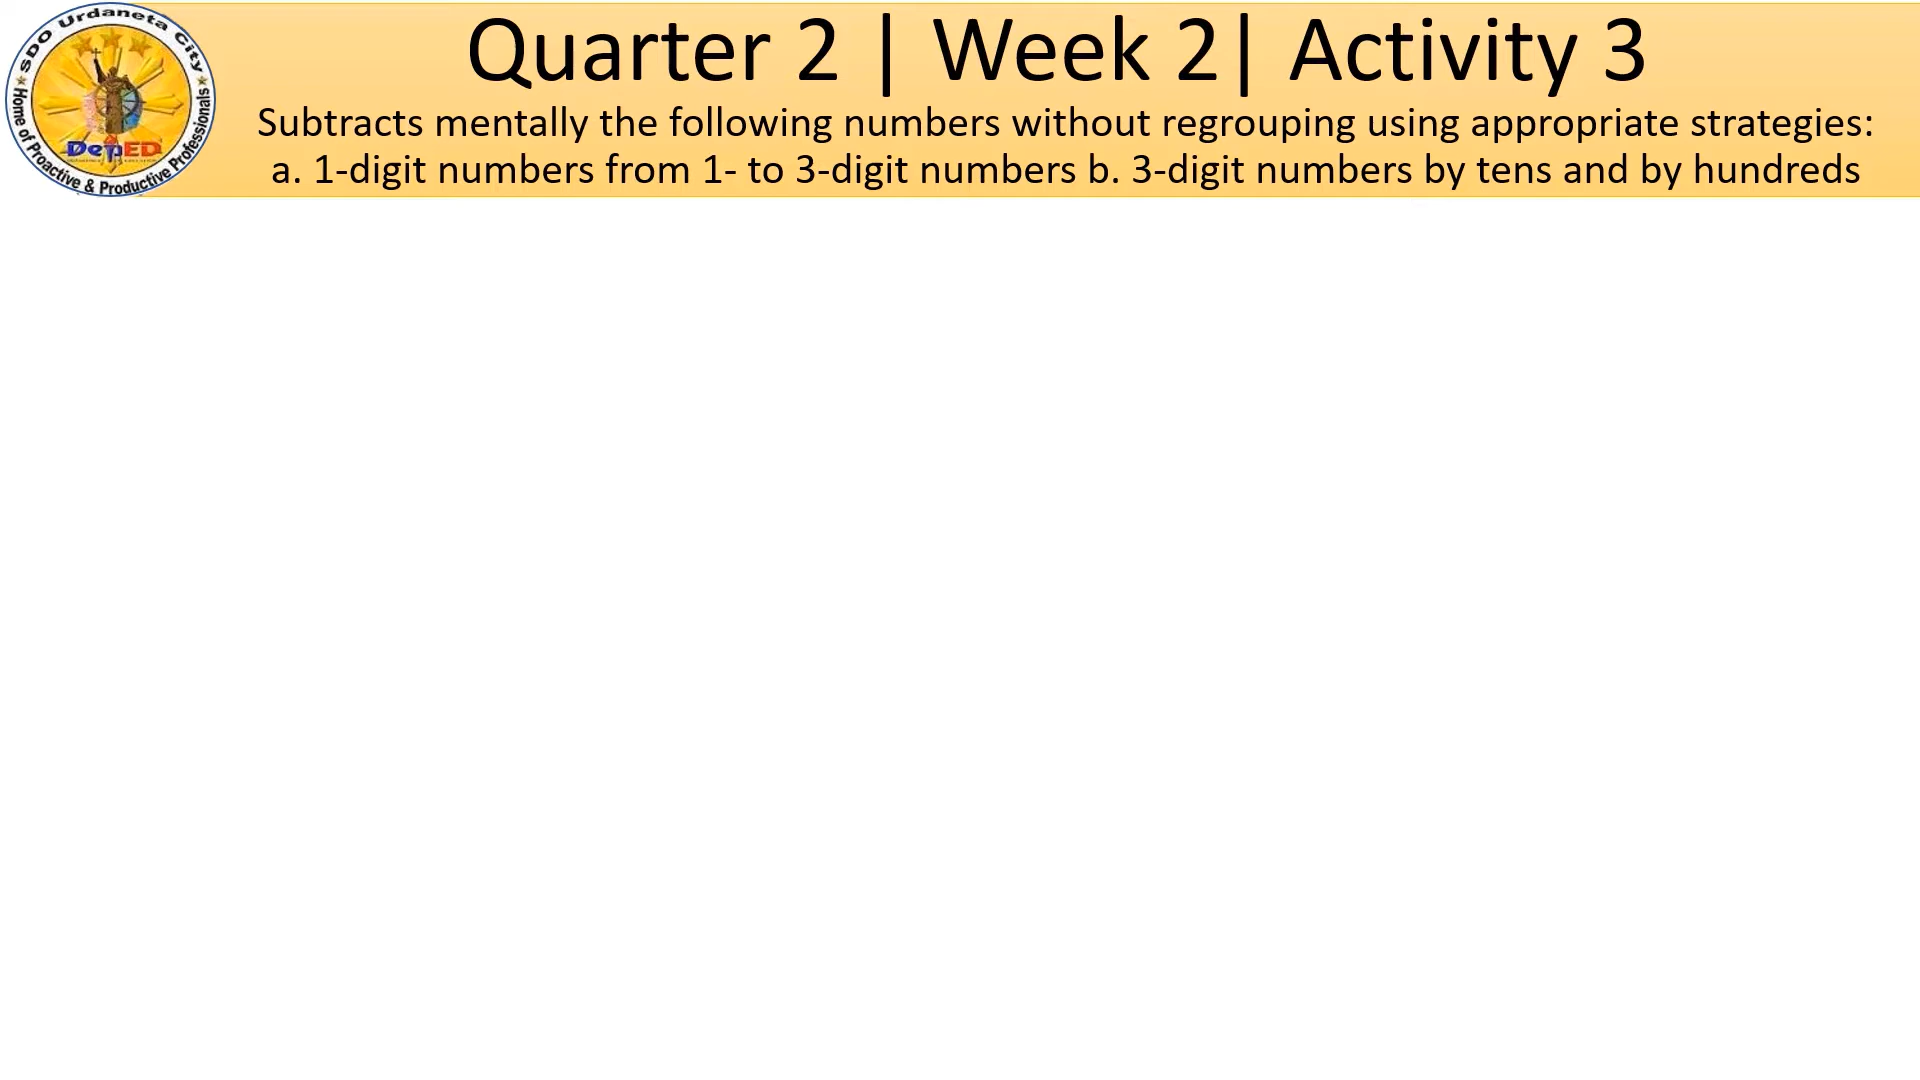 SDO Urdaneta City
Home of Proactive & Productive Professionals
DepED
Quarter 2 | Week 2| Activity 3
Subtracts mentally the following numbers without regrouping using appropriate strategies:
a. 1-digit numbers from 1- to 3-digit numbers b. 3-digit numbers by tens and by hundreds